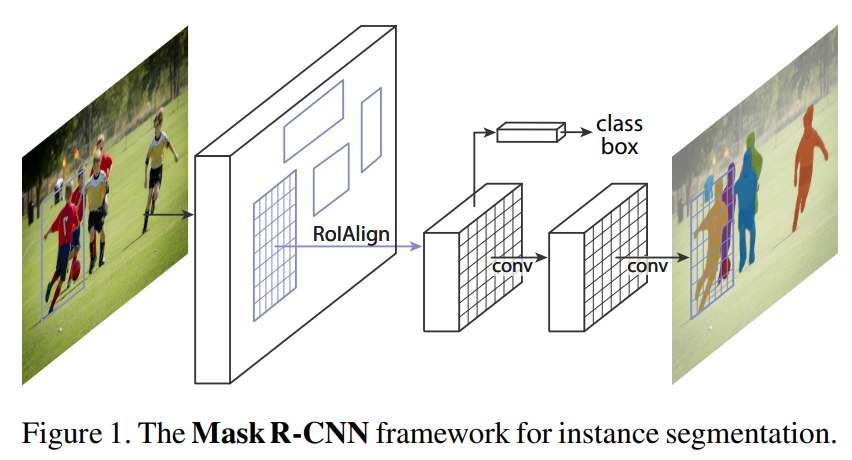 class
box
RoIAlign
conv
conv
Figure 1. The Mask R-CNN framework for instance segmentation.